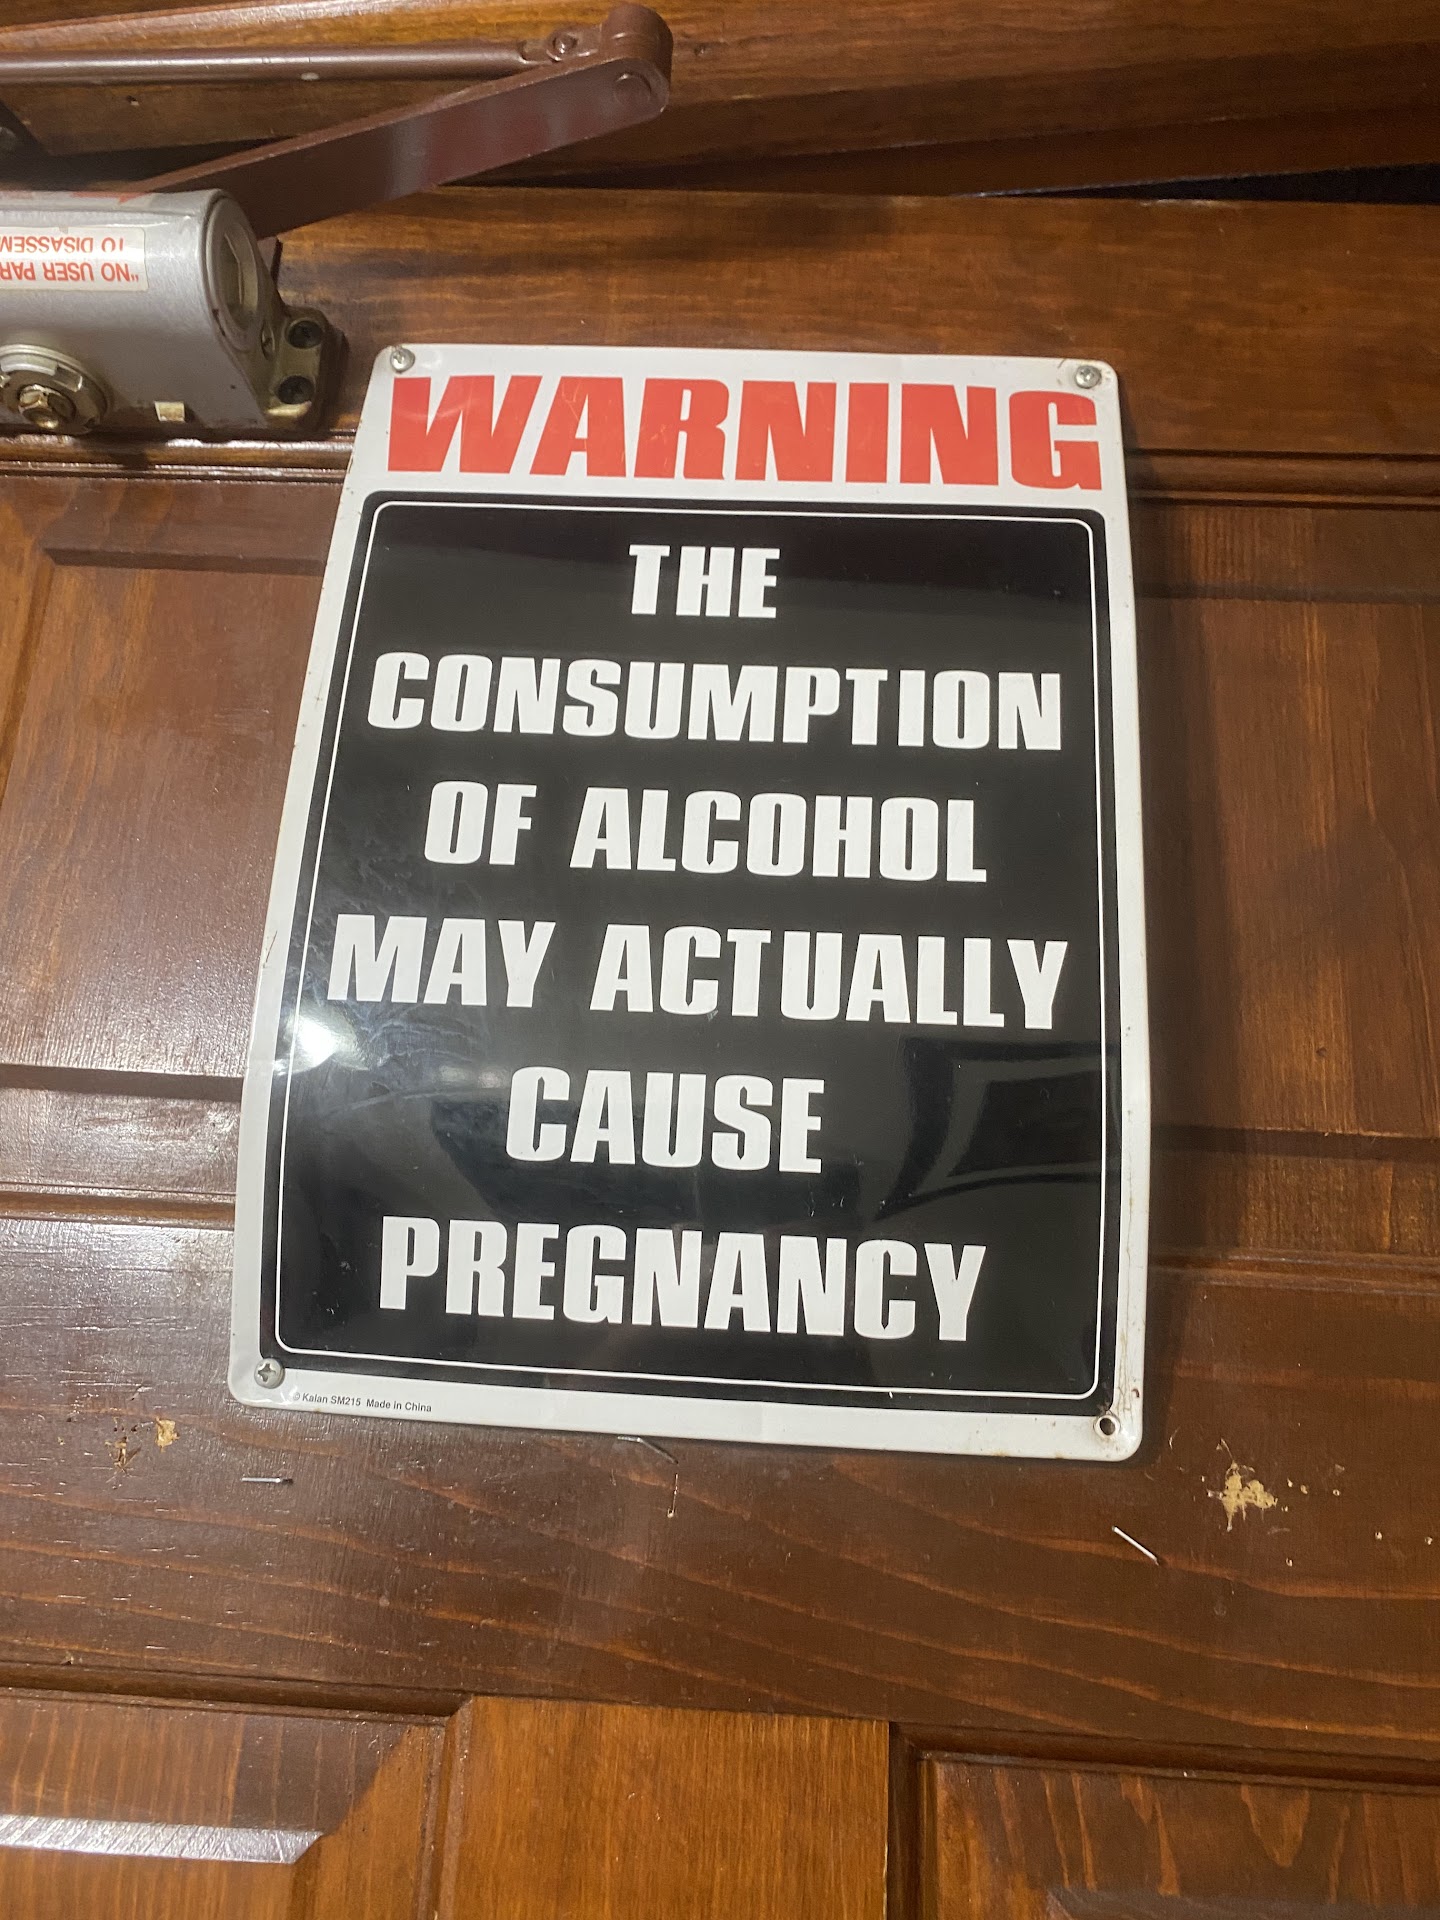 "NO USER PAR
TO DISASSEM
WARNING
THE
CONSUMPTION
OF ALCOHOL
MAY ACTUALLY
CAUSE
PREGNANCY
© Kalan SM215 Made in China